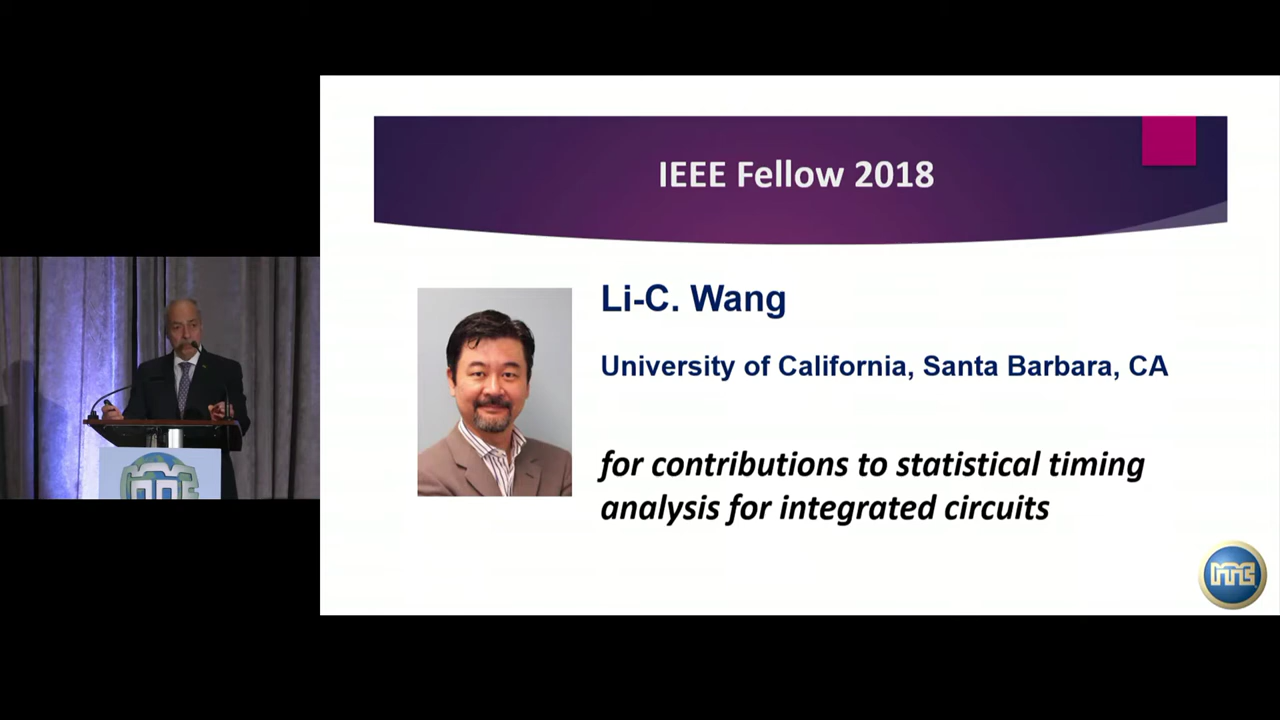 IEEE Fellow 2018
Li-C. Wang
University of California, Santa Barbara, CA
for contributions to statistical timing
analysis for integrated circuits